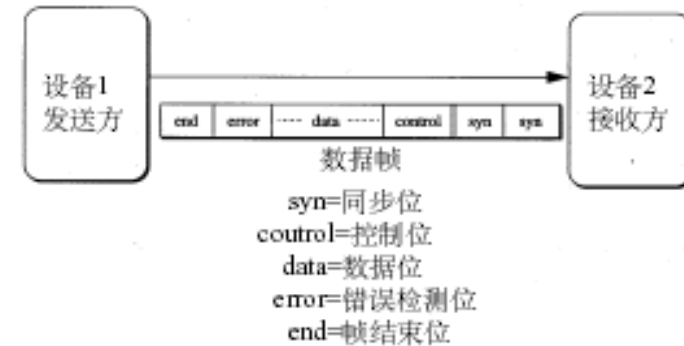 设备1
发送方
设备2
接收方
end error ---- data ----- control syn syn
数据帧
syn=同步位
coutrol=控制位
data=数据位
error=错误检测位
end=帧结束位